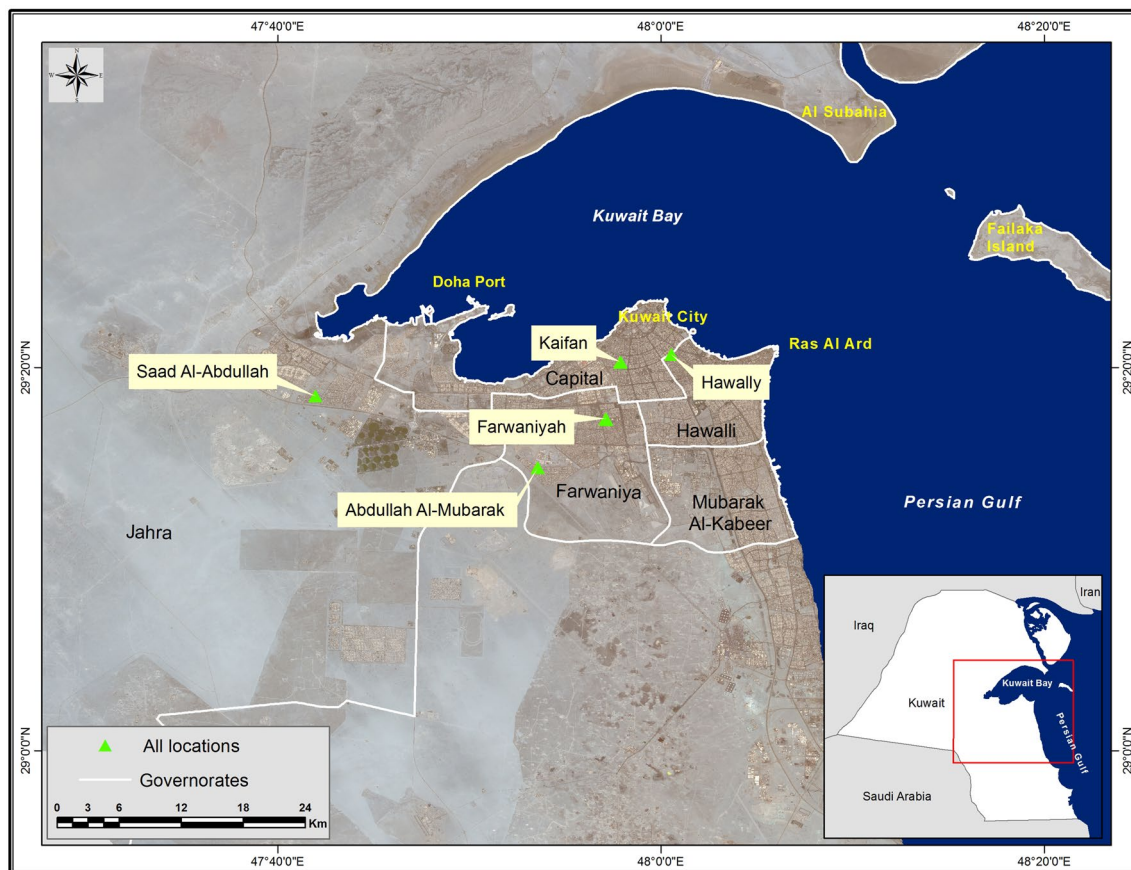 47°40'0"E
48°0'0"E
48°20'0"E
N
W
E
S
Al Subahia
Kuwait Bay
Failaka
Island
Doha Port
Kuwait City
Ras Al Ard
29°20'0"N
29°20'0"N
Kaifan
Saad Al-Abdullah
Capital
Hawally
Farwaniyah
Hawalli
Abdullah Al-Mubarak
Farwaniya
Mubarak
Al-Kabeer
Persian Gulf
Jahra
Iran
Iraq
Kuwait Bay
Kuwait
Persian Gulf
Saudi Arabia
All locations
Governorates
0 3 6 12 18 24
Km
29°0'0"N
29°0'0"N
47°40'0"E
48°0'0"E
48°20'0"E